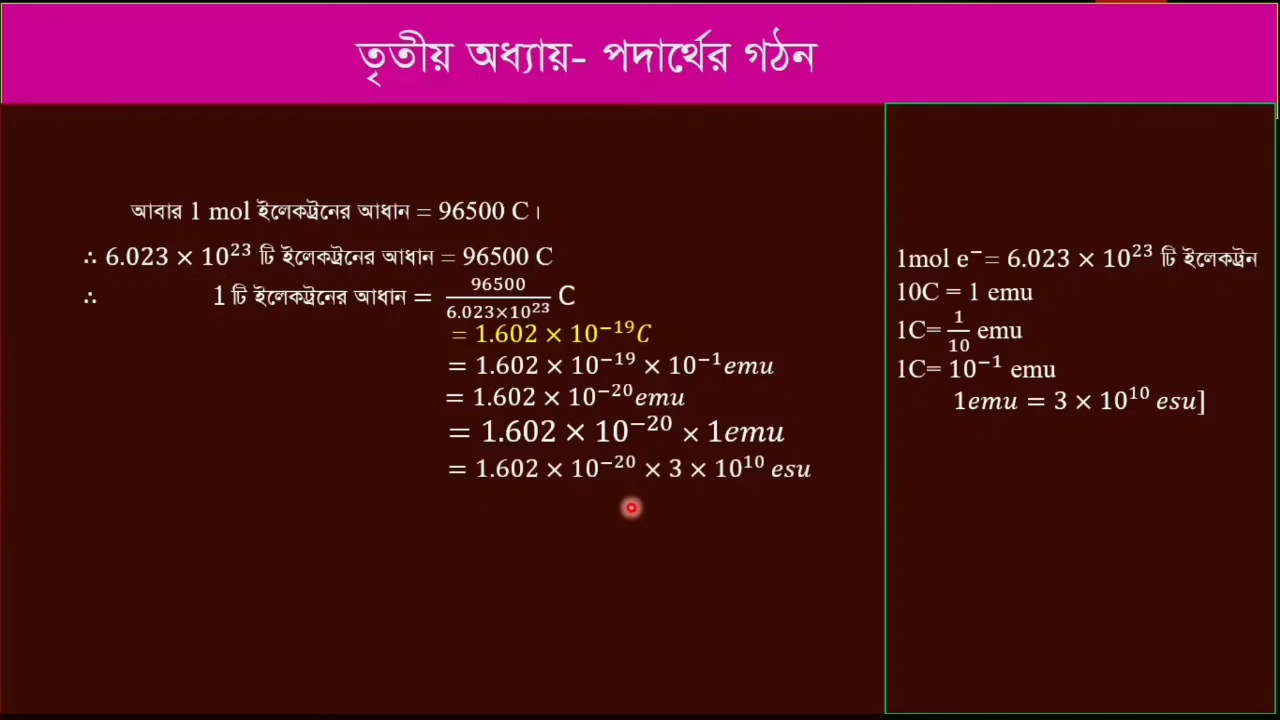 তৃতীয় অধ্যায়- পদার্থের গঠন
আবার 1 mol ইলেকট্রনের আধান = 96500 C।
∴ 6.023 × 10²³ টি ইলেকট্রনের আধান = 96500 C
∴ 1 টি ইলেকট্রনের আধান = 96500/6.023×10²³ C
= 1.602 × 10⁻¹⁹C
= 1.602 × 10⁻¹⁹ × 10⁻¹emu
= 1.602 × 10⁻²⁰emu
= 1.602 × 10⁻²⁰ × 1emu
= 1.602 × 10⁻²⁰ × 3 × 10¹⁰ esu
1mol e⁻= 6.023 × 10²³ টি ইলেকট্রন
10C = 1 emu
1C= 1/10 emu
1C= 10⁻¹ emu
1emu = 3 × 10¹⁰ esu]